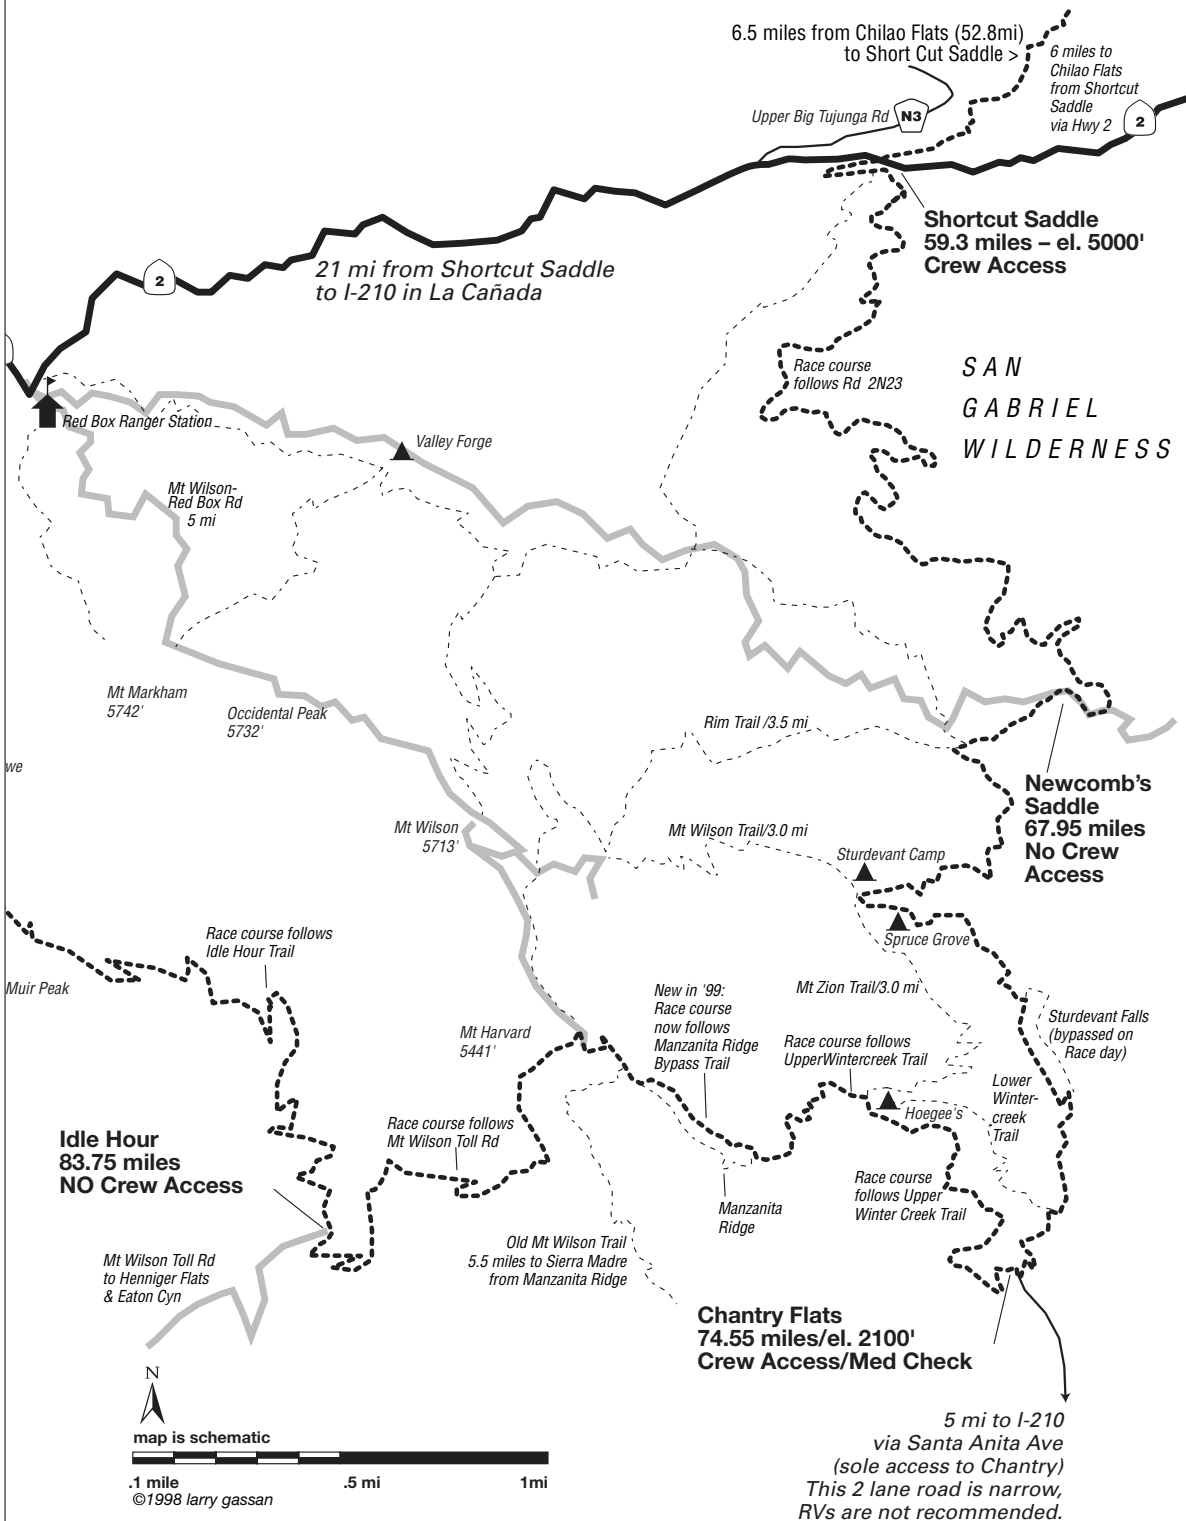 6.5 miles from Chilao Flats (52.8mi)
to Short Cut Saddle >
6 miles to
Chilao Flats
from Shortcut
Saddle
via Hwy 2
2
N3
Upper Big Tujunga Rd
Shortcut Saddle
59.3 miles – el. 5000'
Crew Access
2
21 mi from Shortcut Saddle
to I-210 in La Cañada
Race course
follows Rd 2N23
SAN
GABRIEL
WILDERNESS
Red Box Ranger Station
Valley Forge
Mt Wilson-
Red Box Rd
5 mi
Mt Markham
5742'
Occidental Peak
5732'
Rim Trail /3.5 mi
we
Newcomb's
Saddle
67.95 miles
No Crew
Access
Mt Wilson
5713'
Mt Wilson Trail/3.0 mi
Sturdevant Camp
Spruce Grove
Race course follows
Idle Hour Trail
Muir Peak
Mt Zion Trail/3.0 mi
New in '99:
Race course
now follows
Manzanita Ridge
Bypass Trail
Sturdevant Falls
(bypassed on
Race day)
Mt Harvard
5441'
Race course follows
UpperWintercreek Trail
Lower
Winter-
creek
Trail
Hoegee's
Race course follows
Mt Wilson Toll Rd
Idle Hour
83.75 miles
NO Crew Access
Race course
follows Upper
Winter Creek Trail
Manzanita
Ridge
Old Mt Wilson Trail
5.5 miles to Sierra Madre
from Manzanita Ridge
Mt Wilson Toll Rd
to Henniger Flats
& Eaton Cyn
Chantry Flats
74.55 miles/el. 2100'
Crew Access/Med Check
N
map is schematic
.1 mile .5 mi 1mi
©1998 larry gassan
5 mi to I-210
via Santa Anita Ave
(sole access to Chantry)
This 2 lane road is narrow,
RVs are not recommended.